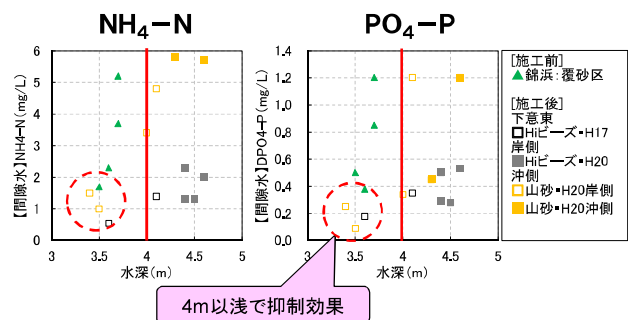 NH4−N
PO4−P
【間隙水】NH4-N(mg/L)
6
5
4
3
2
1
0
3
3.5
4
4.5
5
水深(m)
【間隙水】DPO4-P(mg/L)
1.4
1.2
1.0
0.8
0.6
0.4
0.2
0.0
3
3.5
4
4.5
5
水深(m)
[施工前]
錦浜:覆砂区
[施工後]
下意東
Hiビーズ・H17
岸側
Hiビーズ・H20
沖側
山砂・H20岸側
山砂・H20沖側
4m以浅で抑制効果